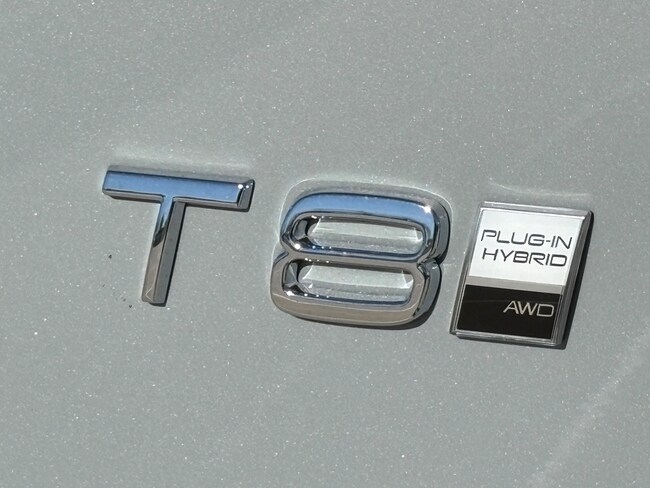 T8
PLUG-IN
HYBRID
AWD